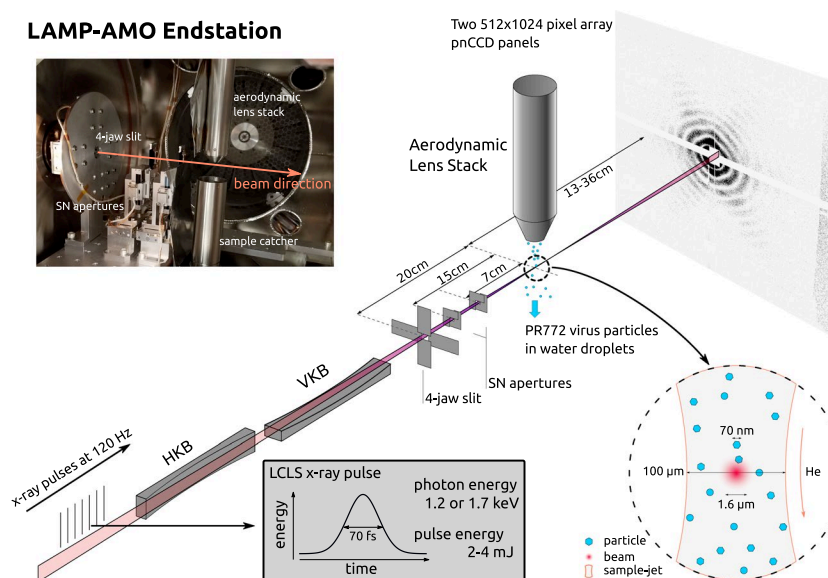 LAMP-AMO Endstation
Two 512x1024 pixel array
pnCCD panels
aerodynamic
lens stack
4-jaw slit
beam direction
SN apertures
sample catcher
Aerodynamic
Lens Stack
13-36cm
20cm
15cm
7cm
PR772 virus particles
in water droplets
SN apertures
4-jaw slit
VKB
HKB
x-ray pulses at 120 Hz
LCLS x-ray pulse
energy
70 fs
time
photon energy
1.2 or 1.7 keV
pulse energy
2-4 mJ
70 nm
100 µm
He
1.6 µm
particle
beam
sample-jet